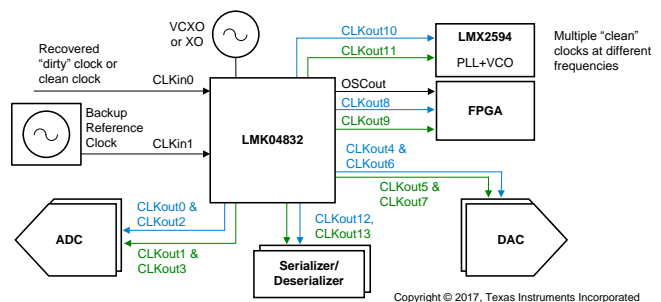 VCXO
or XO
CLKout10
CLKout11
LMX2594
PLL+VCO
Multiple “clean”
clocks at different
frequencies
Recovered
“dirty” clock or
clean clock
CLKin0
OSCout
CLKout8
CLKout9
FPGA
Backup
Reference
Clock
CLKin1
LMK04832
CLKout4 &
CLKout6
CLKout5 &
CLKout7
CLKout0 &
CLKout2
CLKout12,
CLKout13
ADC
DAC
CLKout1 &
CLKout3
Serializer/
Deserializer
Copyright © 2017, Texas Instruments Incorporated